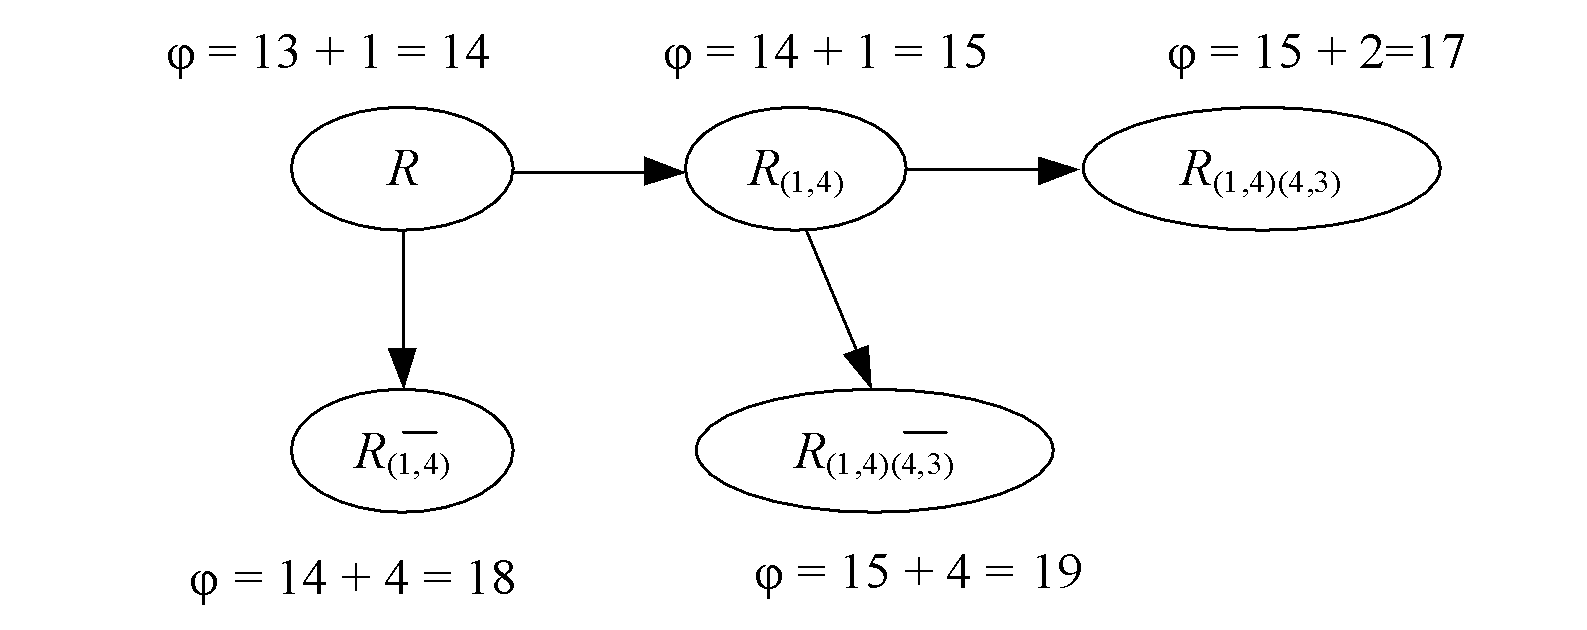 φ = 13 + 1 = 14
φ = 14 + 1 = 15
φ = 15 + 2=17
R
R(1,4)
R(1,4)(4,3)
R(1̅,4̅)
R(1,4)(4̅,3̅)
φ = 14 + 4 = 18
φ = 15 + 4 = 19